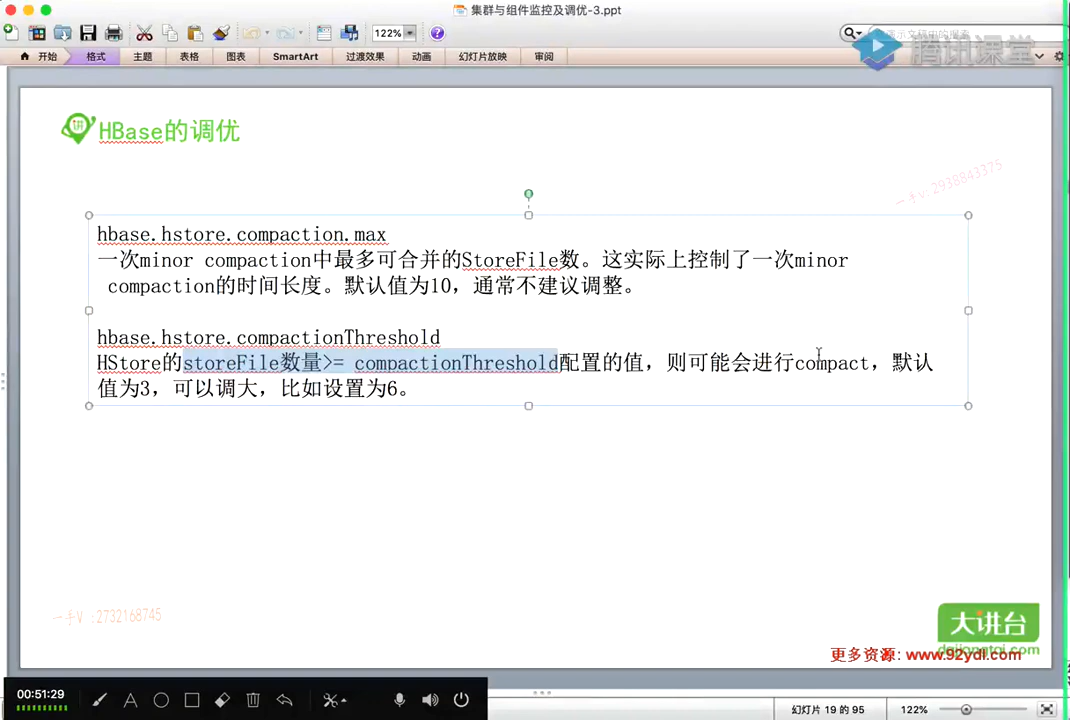 集群与组件监控及调优-3.ppt
122%
腾讯课堂
开始 格式 主题 表格 图表 SmartArt 过渡效果 动画 幻灯片放映 审阅
HBase的调优
一手v:2938843375
hbase.hstore.compaction.max
一次minor compaction中最多可合并的StoreFile数。这实际上控制了一次minor
compaction的时间长度。默认值为10，通常不建议调整。
hbase.hstore.compactionThreshold
HStore的storeFile数量>= compactionThreshold配置的值，则可能会进行compact，默认
值为3，可以调大，比如设置为6。
一手V :2732168745
大讲台
dajiangtai.com
更多资源: www.92ydl.com
00:51:29
幻灯片 19 的 95
122%